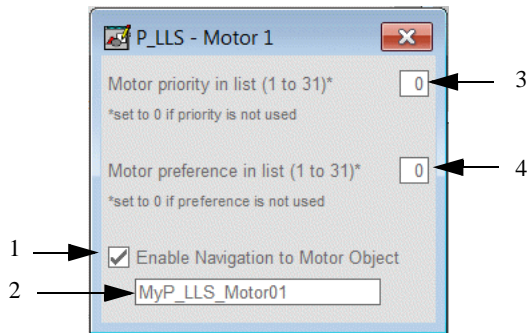 P_LLS - Motor 1
Motor priority in list (1 to 31)* 0 3
*set to 0 if priority is not used
Motor preference in list (1 to 31)* 0 4
*set to 0 if preference is not used
1 Enable Navigation to Motor Object
2 MyP_LLS_Motor01